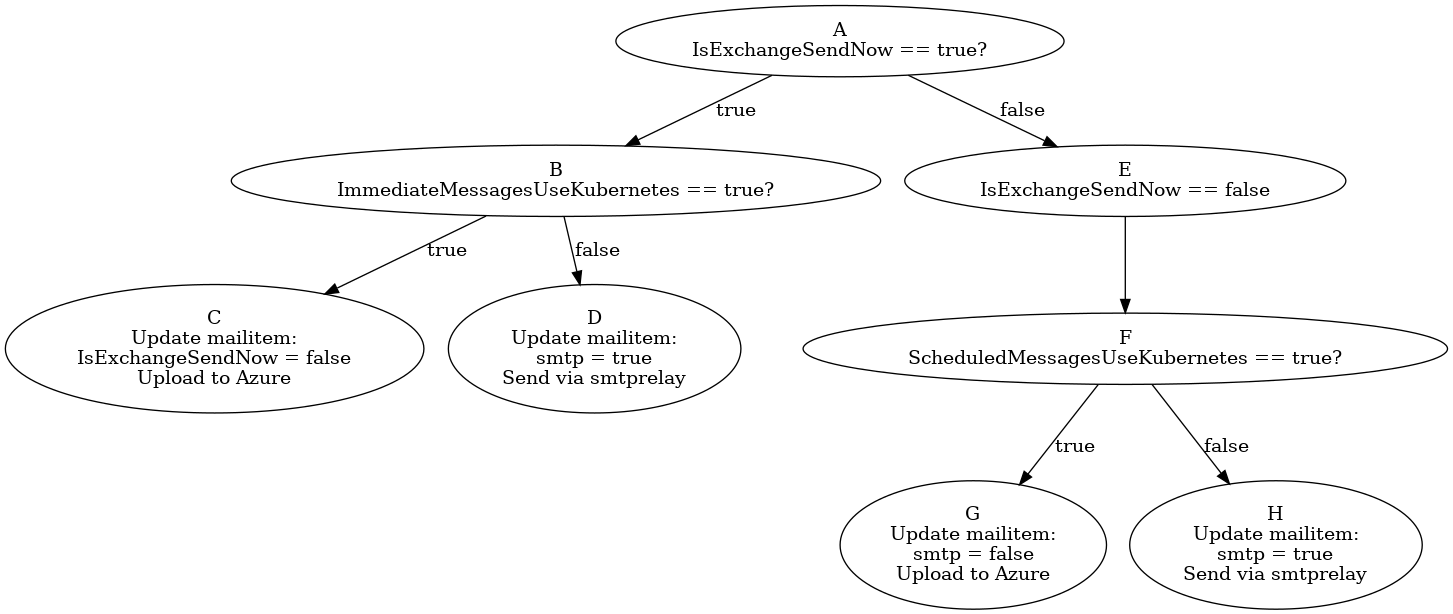 A
IsExchangeSendNow == true?
true
false
B
ImmediateMessagesUseKubernetes == true?
E
IsExchangeSendNow == false
true
false
C
Update mailitem:
IsExchangeSendNow = false
Upload to Azure
D
Update mailitem:
smtp = true
Send via smtprelay
F
ScheduledMessagesUseKubernetes == true?
true
false
G
Update mailitem:
smtp = false
Upload to Azure
H
Update mailitem:
smtp = true
Send via smtprelay